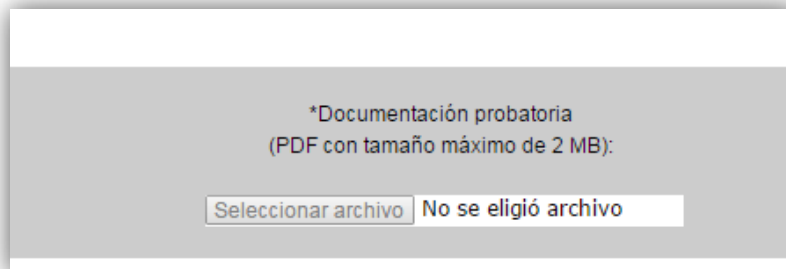 *Documentación probatoria
(PDF con tamaño máximo de 2 MB):
Seleccionar archivo No se eligió archivo